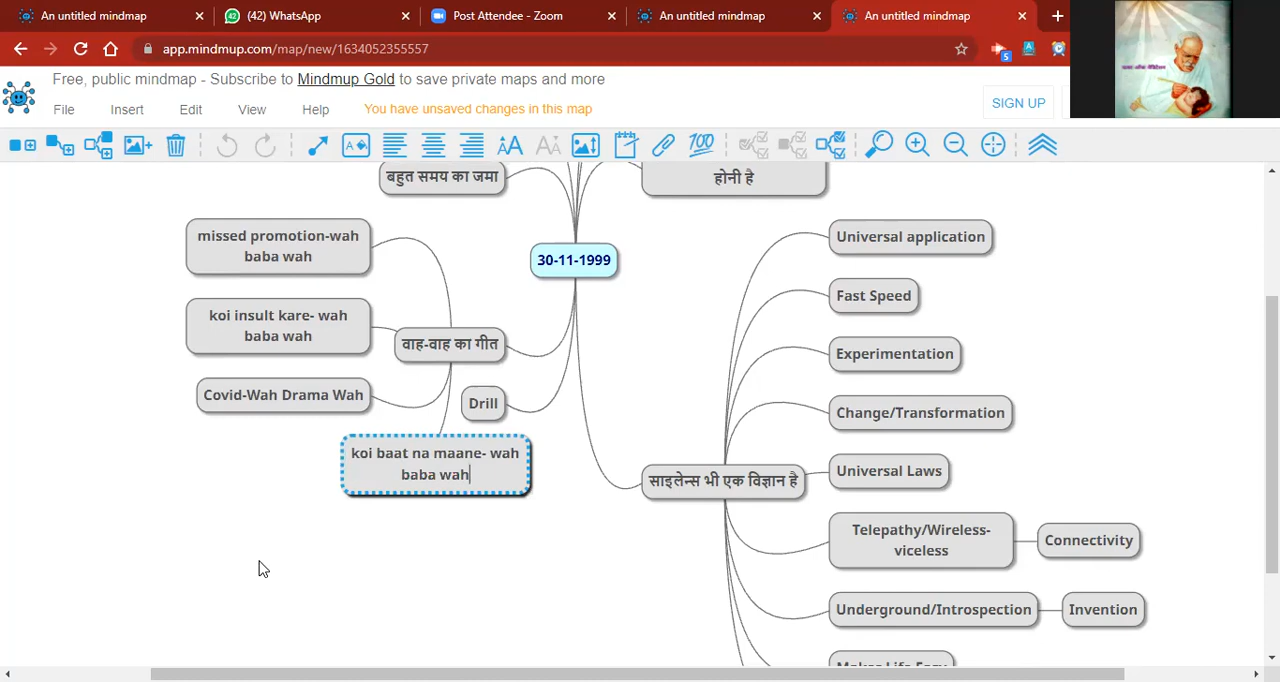 An untitled mindmap
(42) WhatsApp
Post Attendee - Zoom
An untitled mindmap
An untitled mindmap
app.mindmup.com/map/new/1634052355557
Free, public mindmap - Subscribe to Mindmup Gold to see private maps and more
File Insert Edit View Help You have unsaved changes in this map
SIGN UP
बहुत समय का जमा
होनी है
missed promotion-wah
baba wah
30-11-1999
koi insult kare- wah
baba wah
वाह-वाह का गीत
Covid-Wah Drama Wah
Drill
koi baat na maane- wah
baba wah
साइलेन्स भी एक विज्ञान है
Universal application
Fast Speed
Experimentation
Change/Transformation
Universal Laws
Telepathy/Wireless-
viceless
Connectivity
Underground/Introspection
Invention
Makes Life Easy